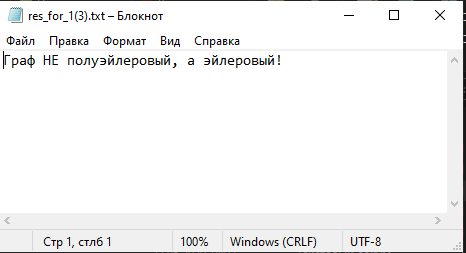 res_for_1(3).txt – Блокнот
Файл Правка Формат Вид Справка
Граф НЕ полуэйлеровый, а эйлеровый!
Стр 1, стлб 1 100% Windows (CRLF) UTF-8